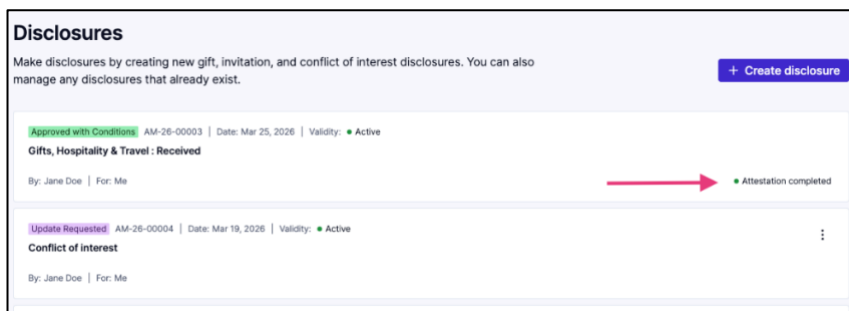 Disclosures
Make disclosures by creating new gift, invitation, and conflict of interest disclosures. You can also
manage any disclosures that already exist.
+ Create disclosure
Approved with Conditions AM-26-00003 | Date: Mar 25, 2026 | Validity: ● Active
Gifts, Hospitality & Travel : Received
By: Jane Doe | For: Me
● Attestation completed
Update Requested AM-26-00004 | Date: Mar 19, 2026 | Validity: ● Active
Conflict of interest
By: Jane Doe | For: Me